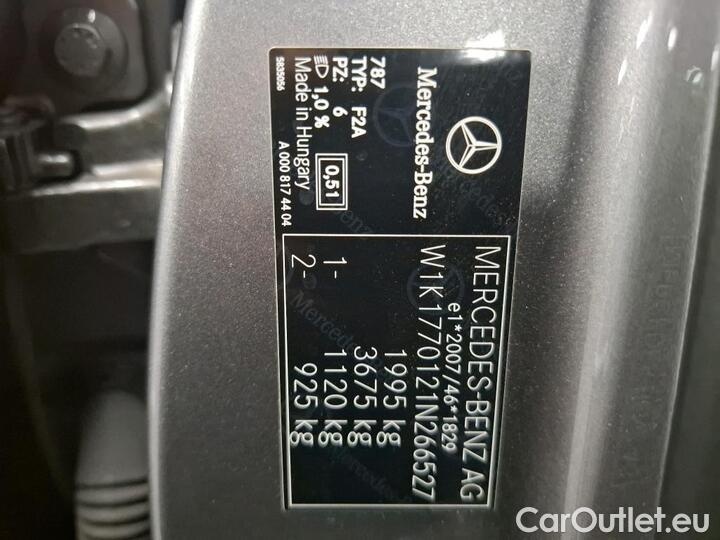 Mercedes-Benz
787
TYP: F2A
PZ: 6
1,0 % 0,51
Made in Hungary
A 000 817 44 04
5835056
MERCEDES-BENZ AG
e1*2007/46*1829
W1K1770121N266527
1995 kg
3675 kg
1- 1120 kg
2- 925 kg
CarOutlet.eu